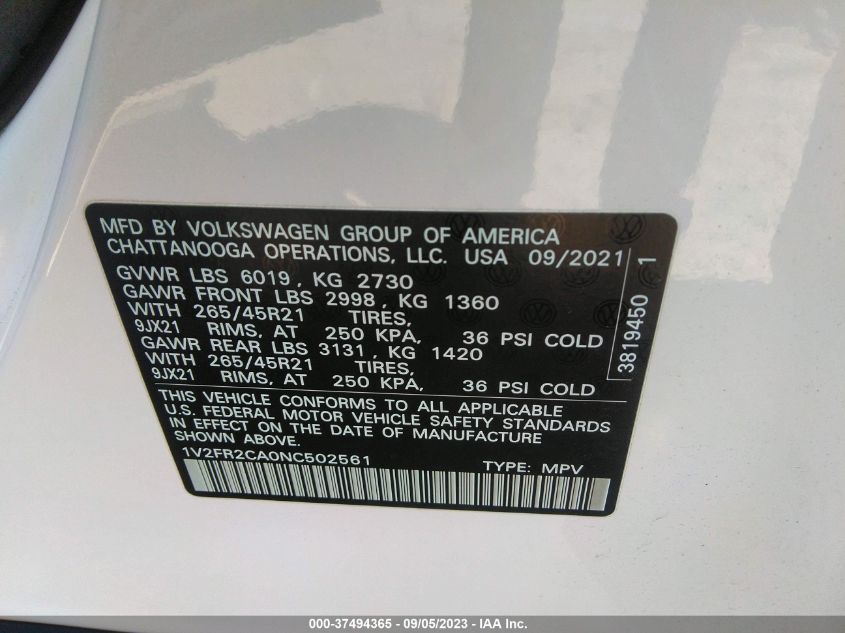 MFD BY VOLKSWAGEN GROUP OF AMERICA
CHATTANOOGA OPERATIONS, LLC. USA 09/2021
GVWR LBS 6019, KG 2730
GAWR FRONT LBS 2998, KG 1360
WITH 265/45R21 TIRES,
9JX21 RIMS, AT 250 KPA, 36 PSI COLD
GAWR REAR LBS 3131, KG 1420
WITH 265/45R21 TIRES,
9JX21 RIMS, AT 250 KPA, 36 PSI COLD
3819450 1
THIS VEHICLE CONFORMS TO ALL APPLICABLE
U.S. FEDERAL MOTOR VEHICLE SAFETY STANDARDS
IN EFFECT ON THE DATE OF MANUFACTURE
SHOWN ABOVE.
1V2FR2CA0NC502561 TYPE: MPV
000-37494365 - 09/05/2023 - IAA Inc.